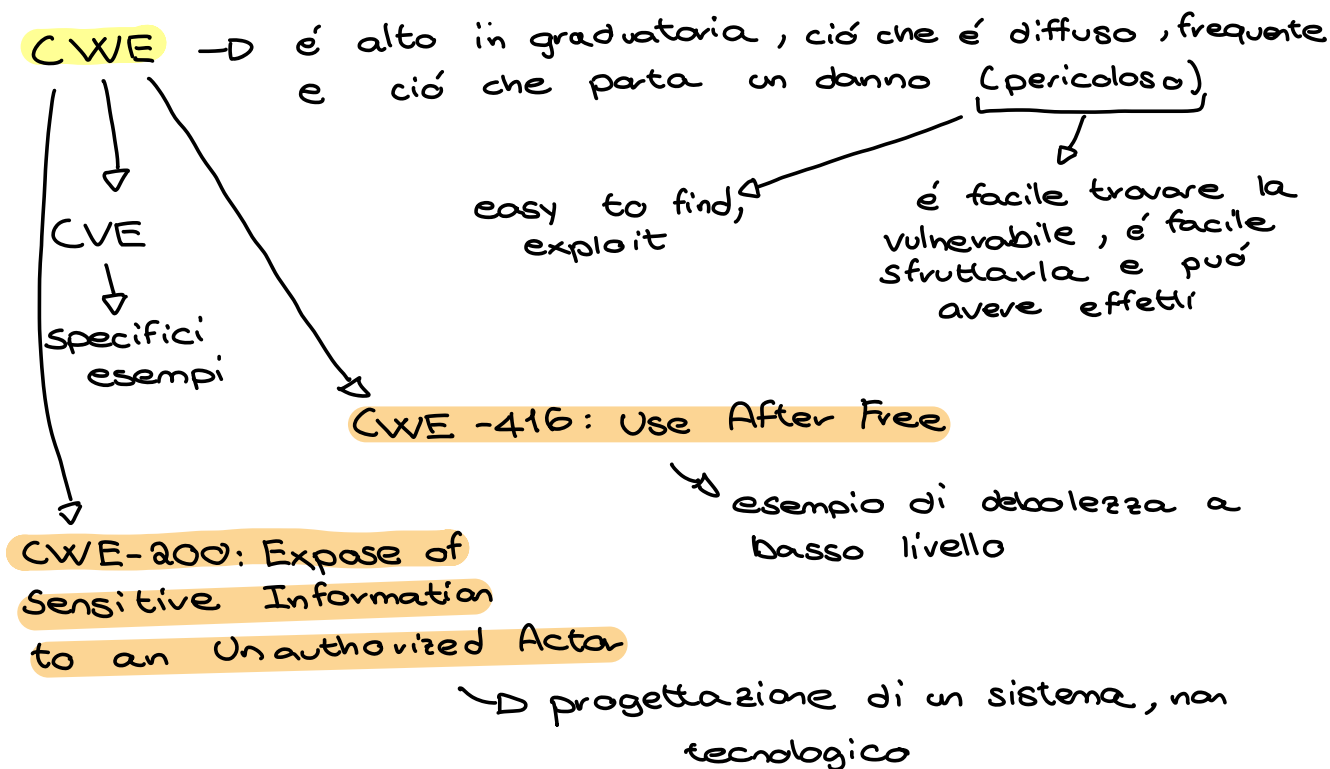 CWE → é alto in graduatoria, ció che é diffuso, frequente
e ció che porta un danno (pericoloso)
easy to find,
exploit
é facile trovare la
vulnerabile, é facile
sfruttarla e puó
avere effetti
CVE
specifici
esempi
CWE-416: Use After Free
esempio di debolezza a
basso livello
CWE-200: Expose of
Sensitive Information
to an Unauthorized Actor
progettazione di un sistema, non
tecnologico